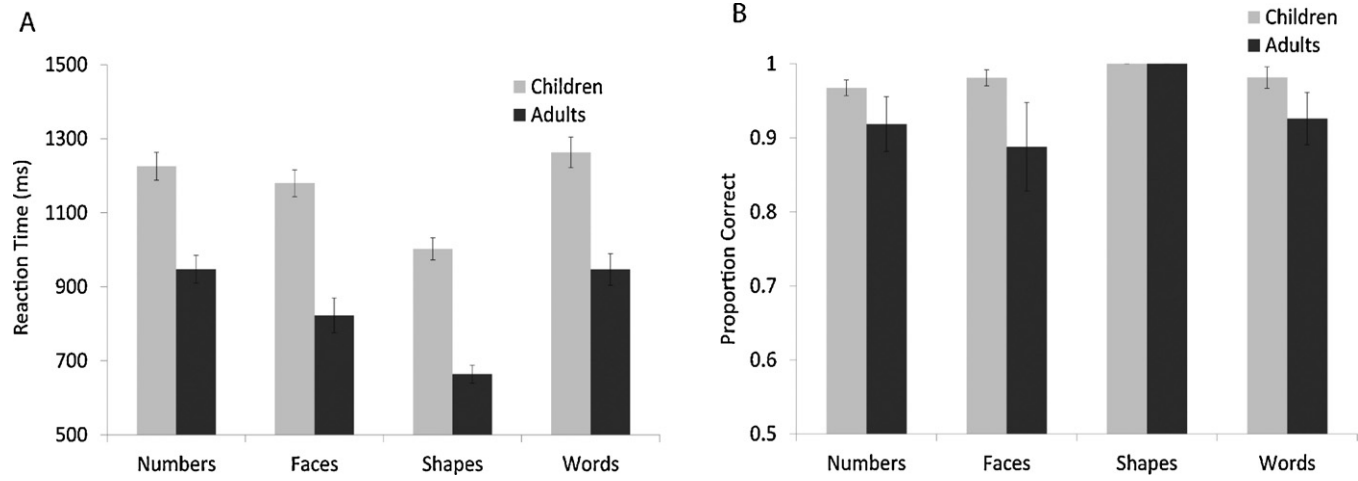 A
1500
1300
1100
900
700
500
Reaction Time (ms)
Children
Adults
Numbers Faces Shapes Words
B
Children
Adults
1
0.9
0.8
0.7
0.6
0.5
Proportion Correct
Numbers Faces Shapes Words